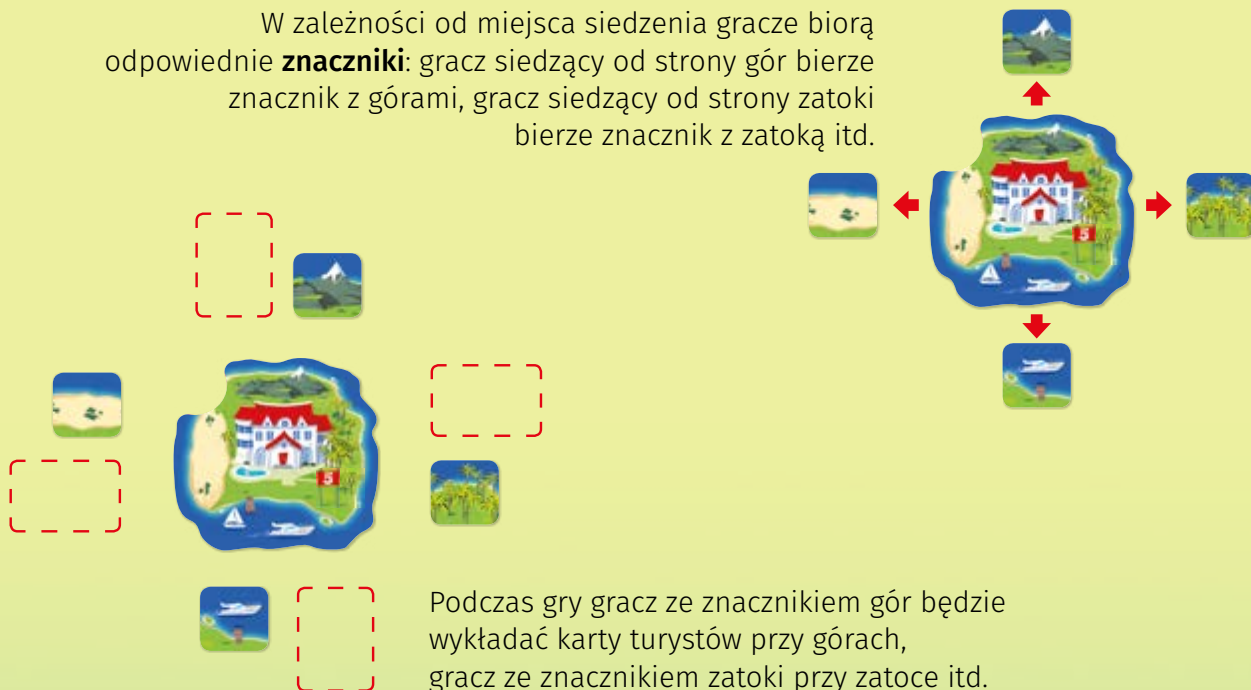 W zależności od miejsca siedzenia gracze biorą
odpowiednie znaczniki: gracz siedzący od strony gór bierze
znacznik z górami, gracz siedzący od strony zatoki
bierze znacznik z zatoką itd.
5
5
Podczas gry gracz ze znacznikiem gór będzie
wykładać karty turystów przy górach,
gracz ze znacznikiem zatoki przy zatoce itd.